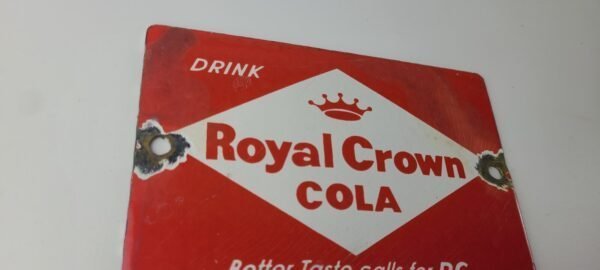 DRINK
Royal Crown
COLA
Better Taste calls for RC